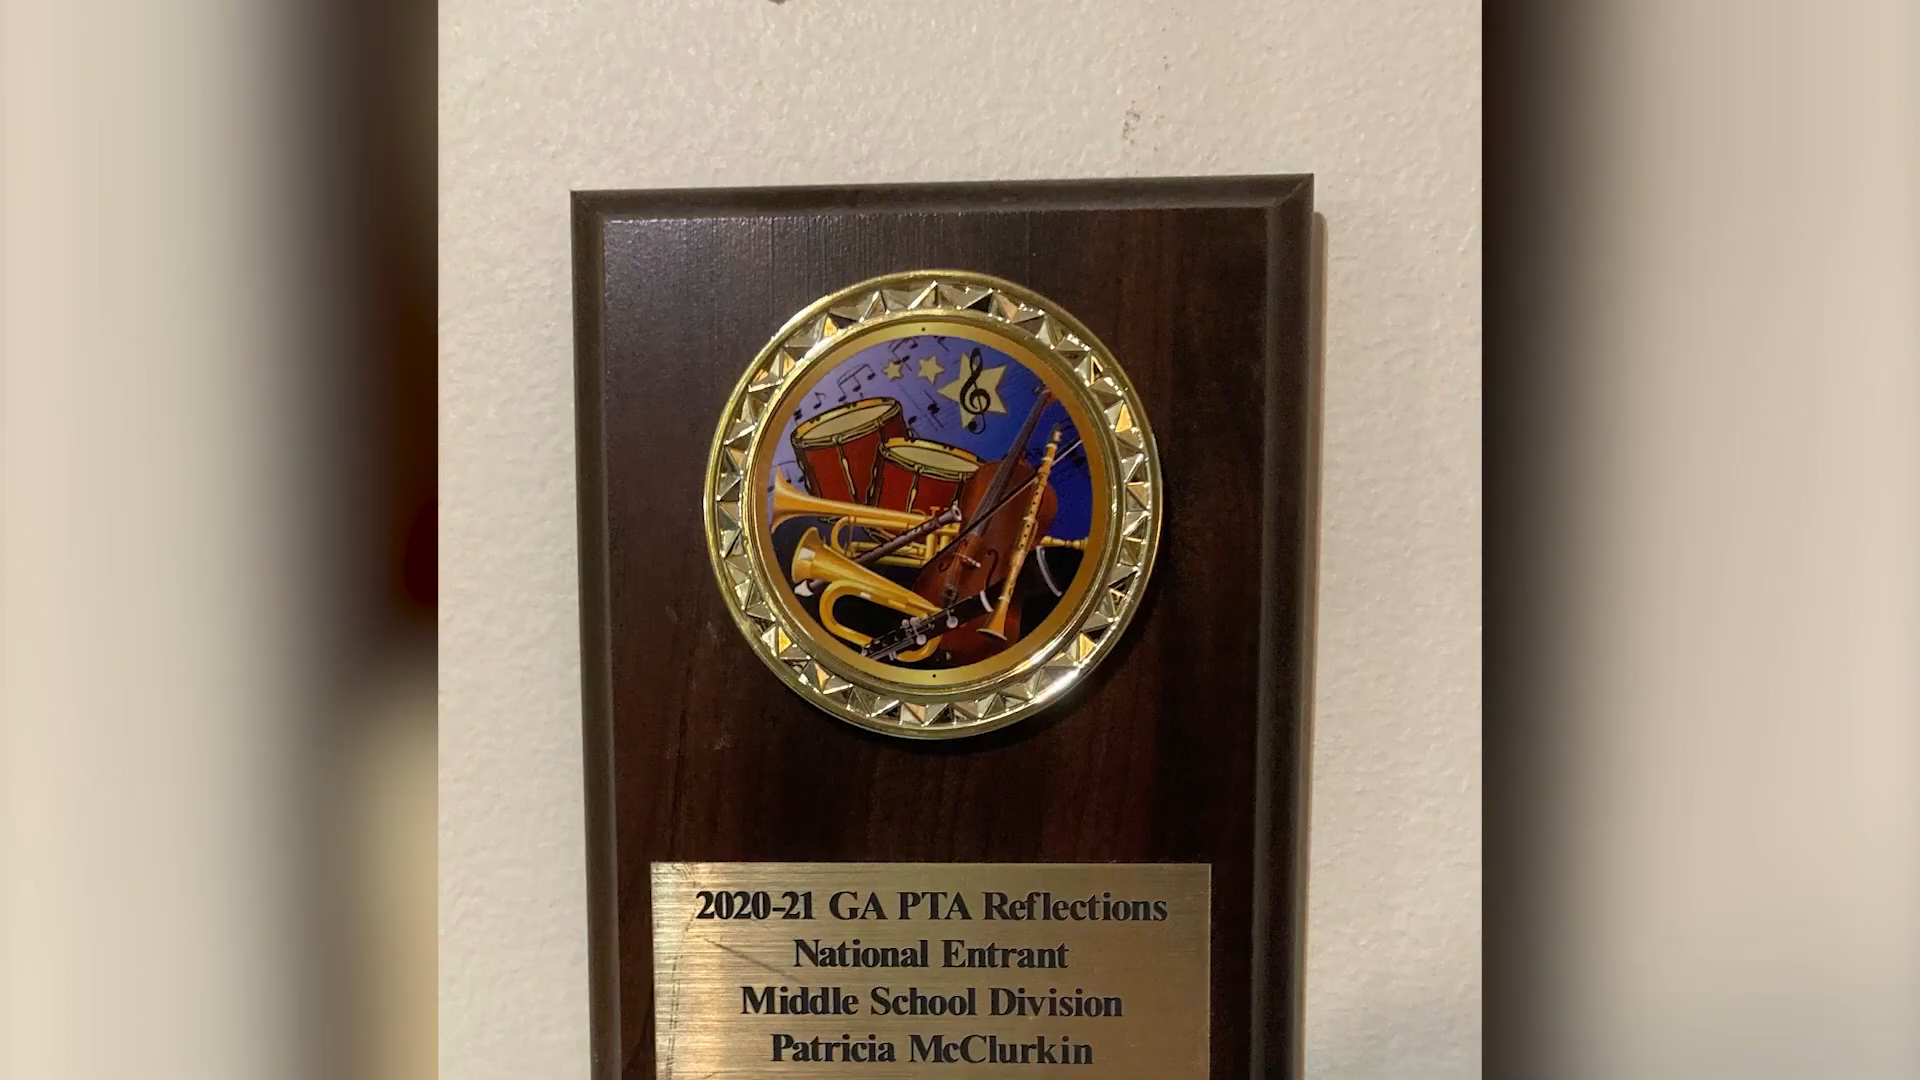 2020-21 GA PTA Reflections
National Entrant
Middle School Division
Patricia McClurkin